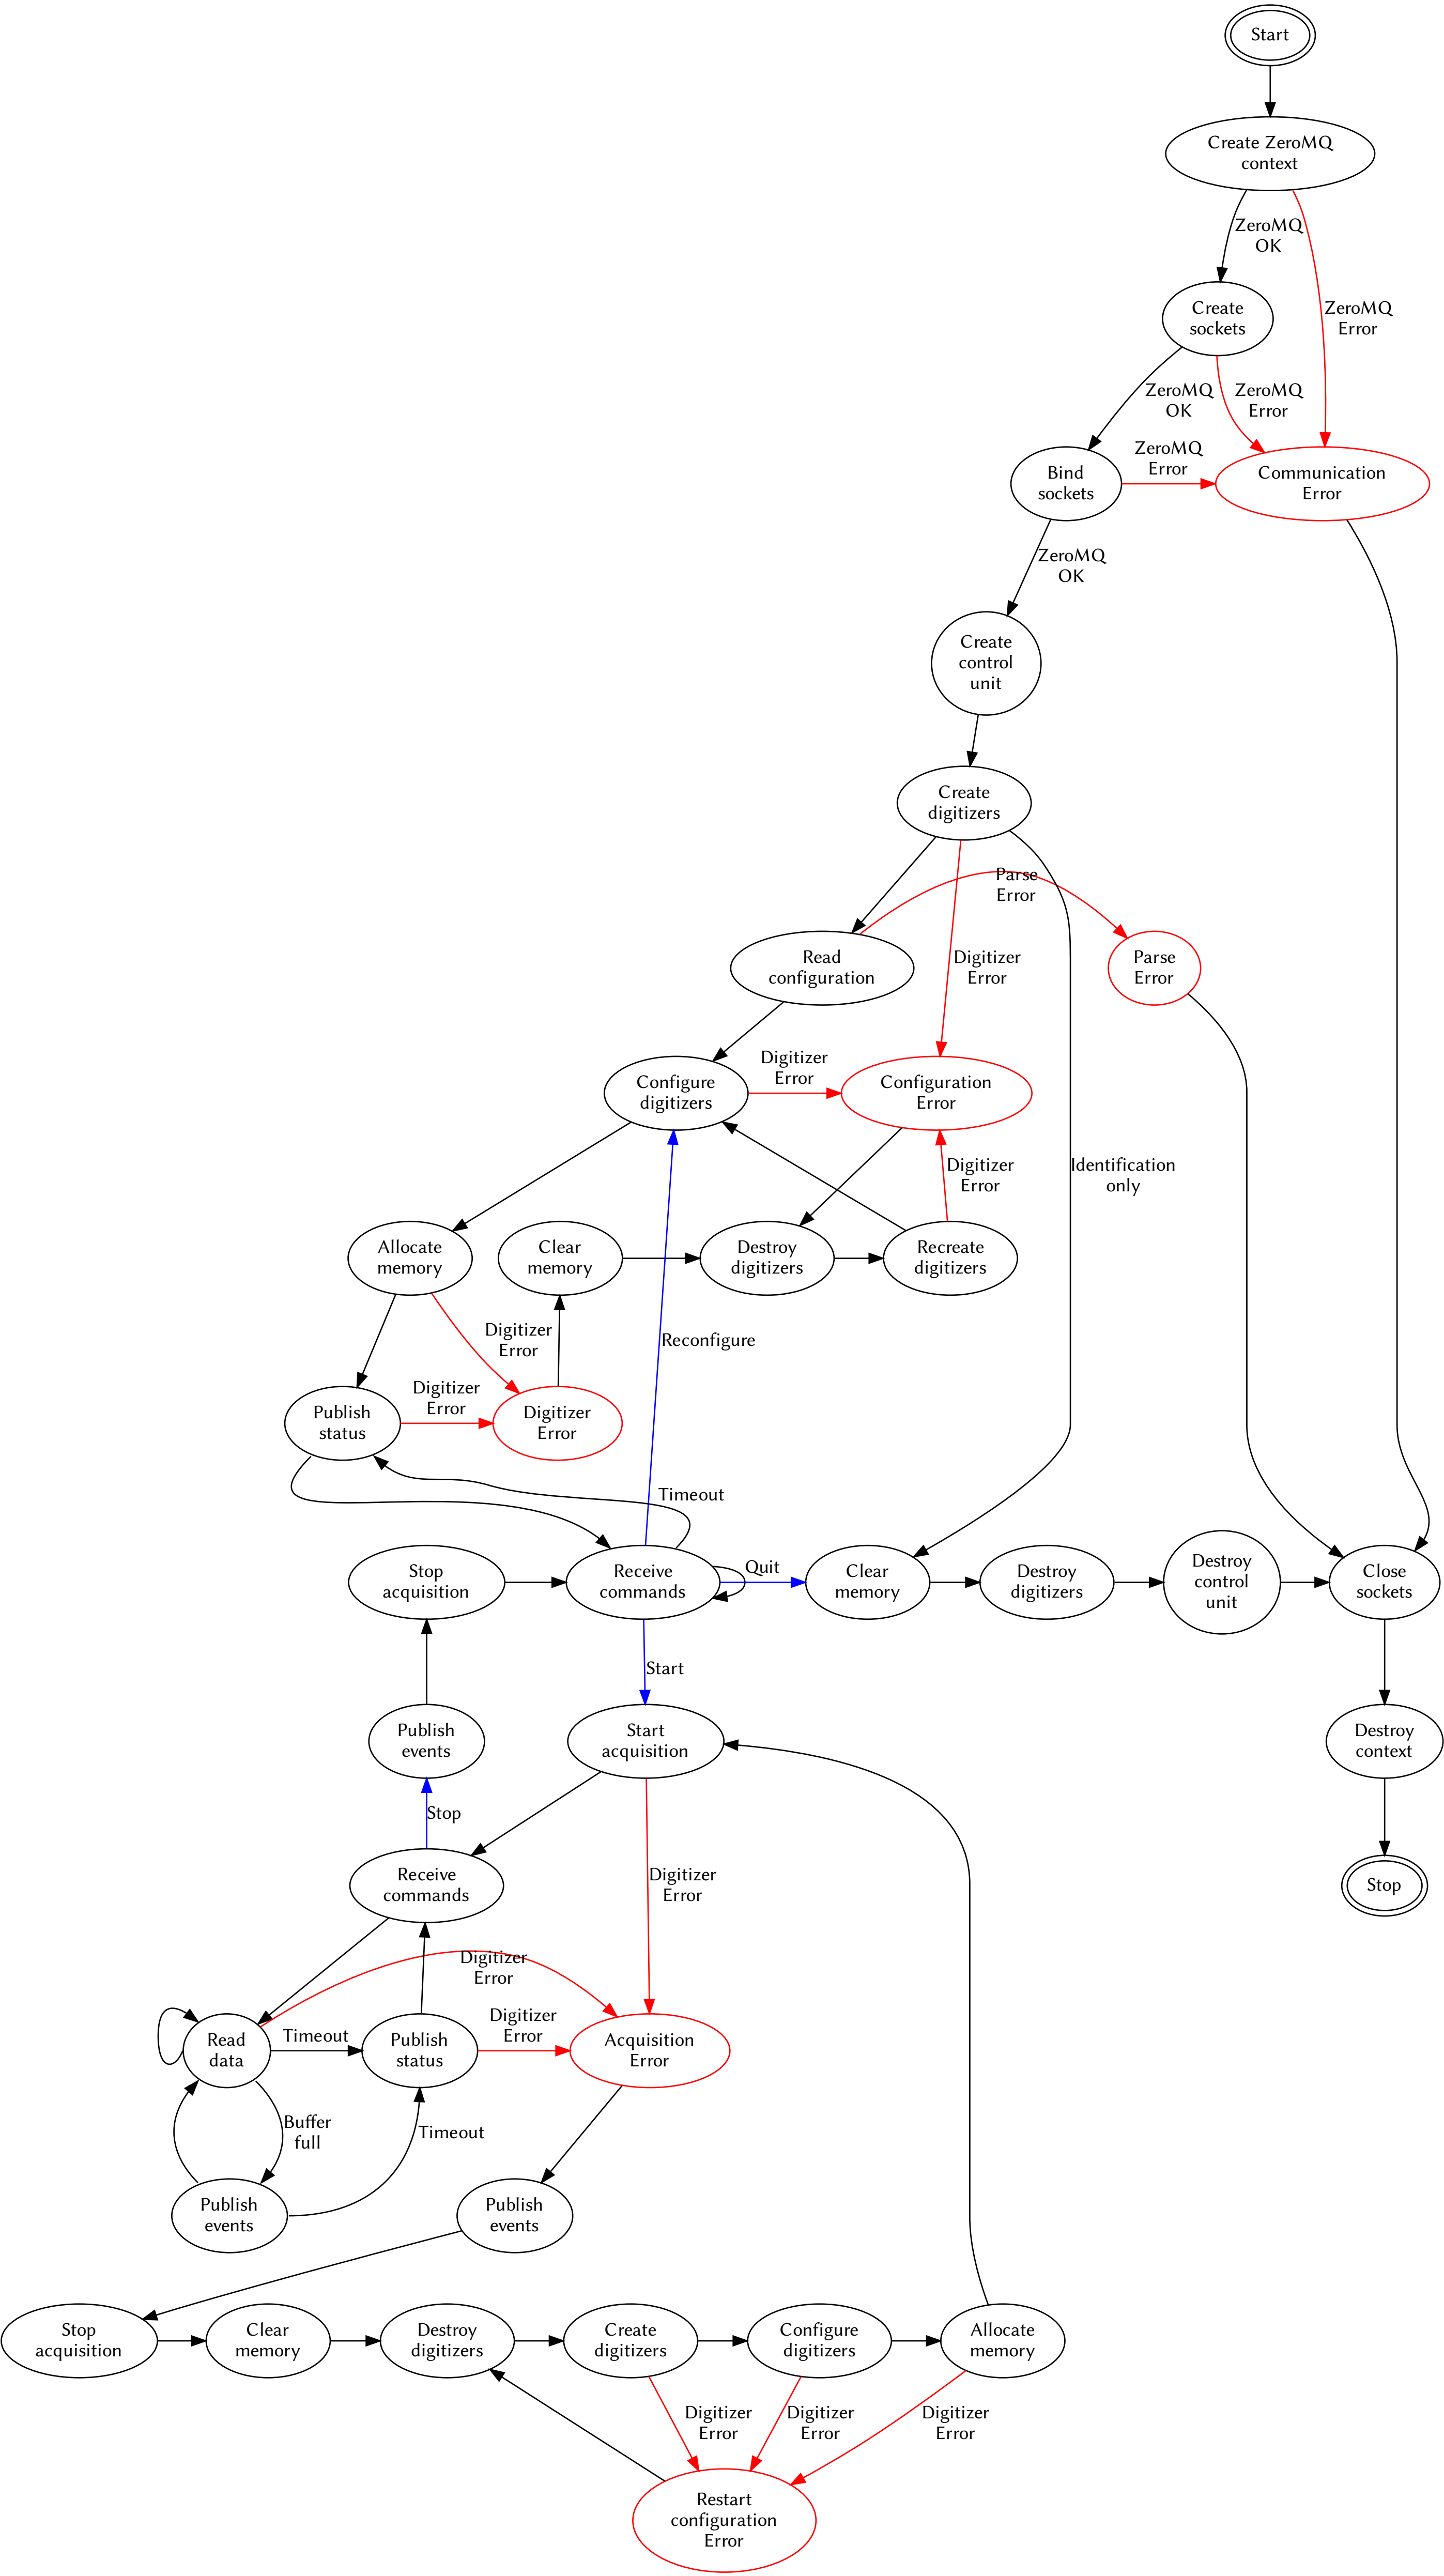 Start
Create ZeroMQ
context
ZeroMQ
OK
Create
sockets
ZeroMQ
Error
ZeroMQ
OK
ZeroMQ
Error
Bind
sockets
ZeroMQ
Error
Communication
Error
ZeroMQ
OK
Create
control
unit
Create
digitizers
Parse
Error
Read
configuration
Digitizer
Error
Parse
Error
Configure
digitizers
Digitizer
Error
Configuration
Error
Digitizer
Error
Identification
only
Allocate
memory
Clear
memory
Destroy
digitizers
Recreate
digitizers
Digitizer
Error
Reconfigure
Publish
status
Digitizer
Error
Digitizer
Error
Timeout
Stop
acquisition
Receive
commands
Quit
Clear
memory
Destroy
digitizers
Destroy
control
unit
Close
sockets
Start
Publish
events
Start
acquisition
Destroy
context
Stop
Receive
commands
Digitizer
Error
Stop
Digitizer
Error
Read
data
Timeout
Publish
status
Digitizer
Error
Acquisition
Error
Buffer
full
Timeout
Publish
events
Publish
events
Stop
acquisition
Clear
memory
Destroy
digitizers
Create
digitizers
Configure
digitizers
Allocate
memory
Digitizer
Error
Digitizer
Error
Digitizer
Error
Restart
configuration
Error